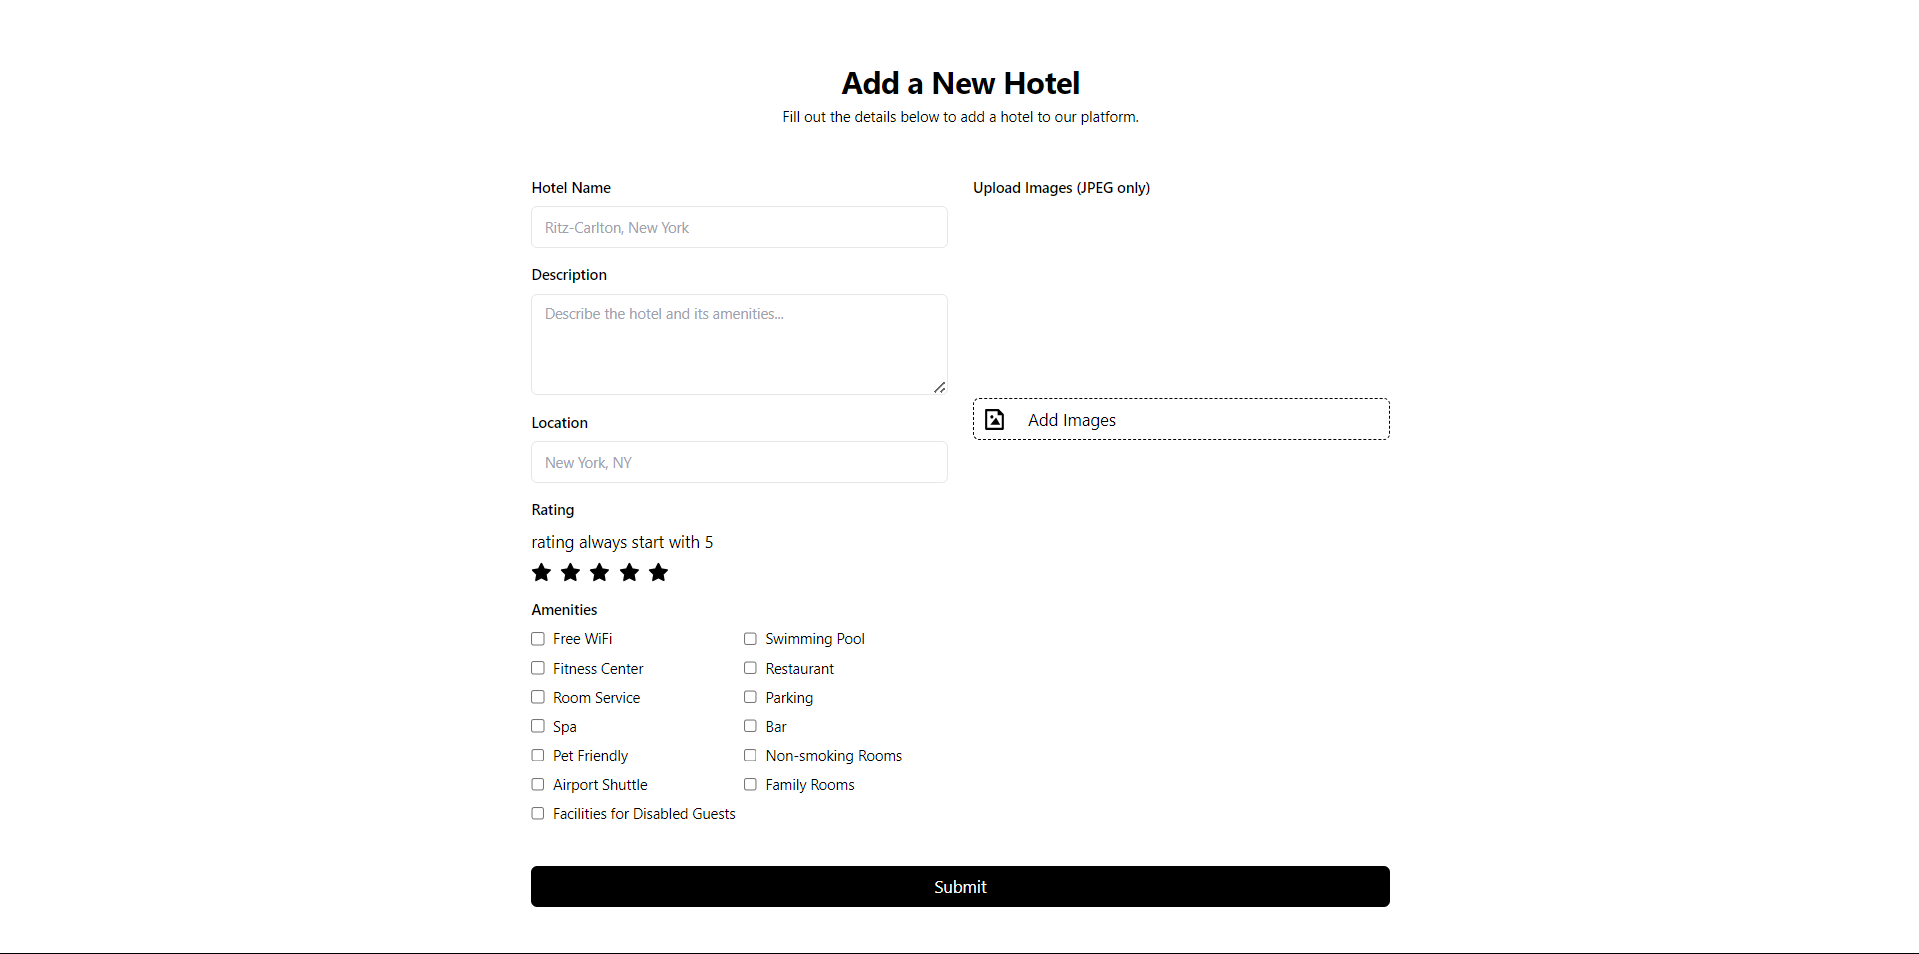 Add a New Hotel
Fill out the details below to add a hotel to our platform.
Hotel Name
Ritz-Carlton, New York
Description
Describe the hotel and its amenities...
Location
New York, NY
Rating
rating always start with 5
Amenities
Free WiFi
Swimming Pool
Fitness Center
Restaurant
Room Service
Parking
Spa
Bar
Pet Friendly
Non-smoking Rooms
Airport Shuttle
Family Rooms
Facilities for Disabled Guests
Upload Images (JPEG only)
Add Images
Submit